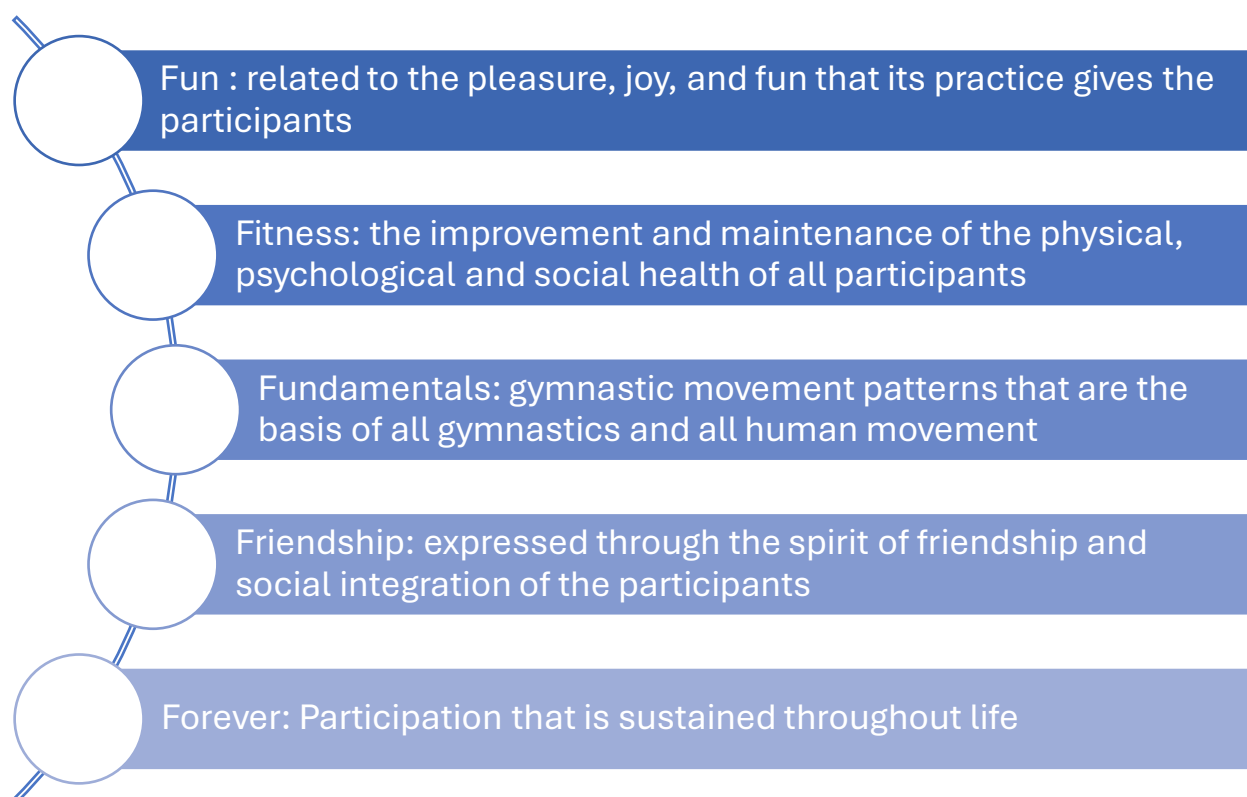 Fun : related to the pleasure, joy, and fun that its practice gives the
participants
Fitness: the improvement and maintenance of the physical,
psychological and social health of all participants
Fundamentals: gymnastic movement patterns that are the
basis of all gymnastics and all human movement
Friendship: expressed through the spirit of friendship and
social integration of the participants
Forever: Participation that is sustained throughout life